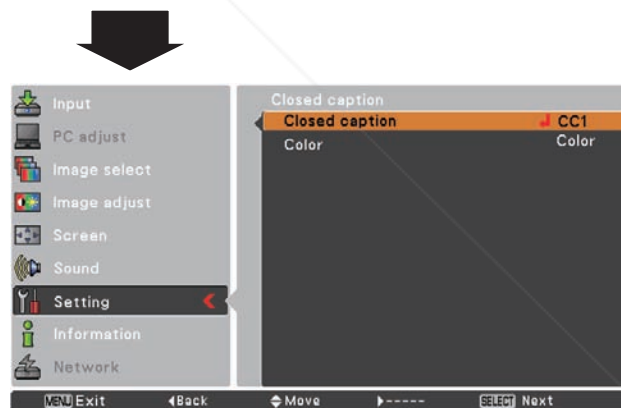 Input
PC adjust
Image select
Image adjust
Screen
Sound
Setting
Information
Network
Closed caption
Closed caption CC1
Color Color
MENU Exit Back Move ----- SELECT Next